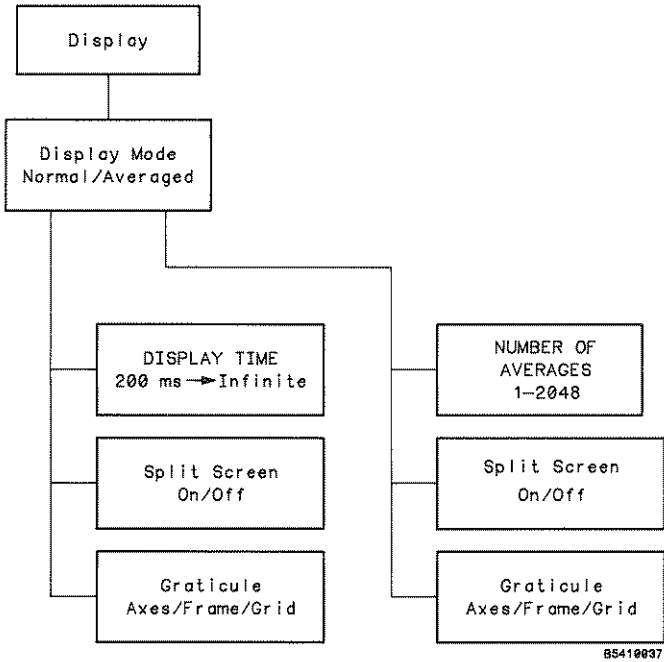 Display
Display Mode
Normal/Averaged
DISPLAY TIME
200 ms → Infinite
Split Screen
On/Off
Graticule
Axes/Frame/Grid
NUMBER OF
AVERAGES
1-2048
Split Screen
On/Off
Graticule
Axes/Frame/Grid
85410037